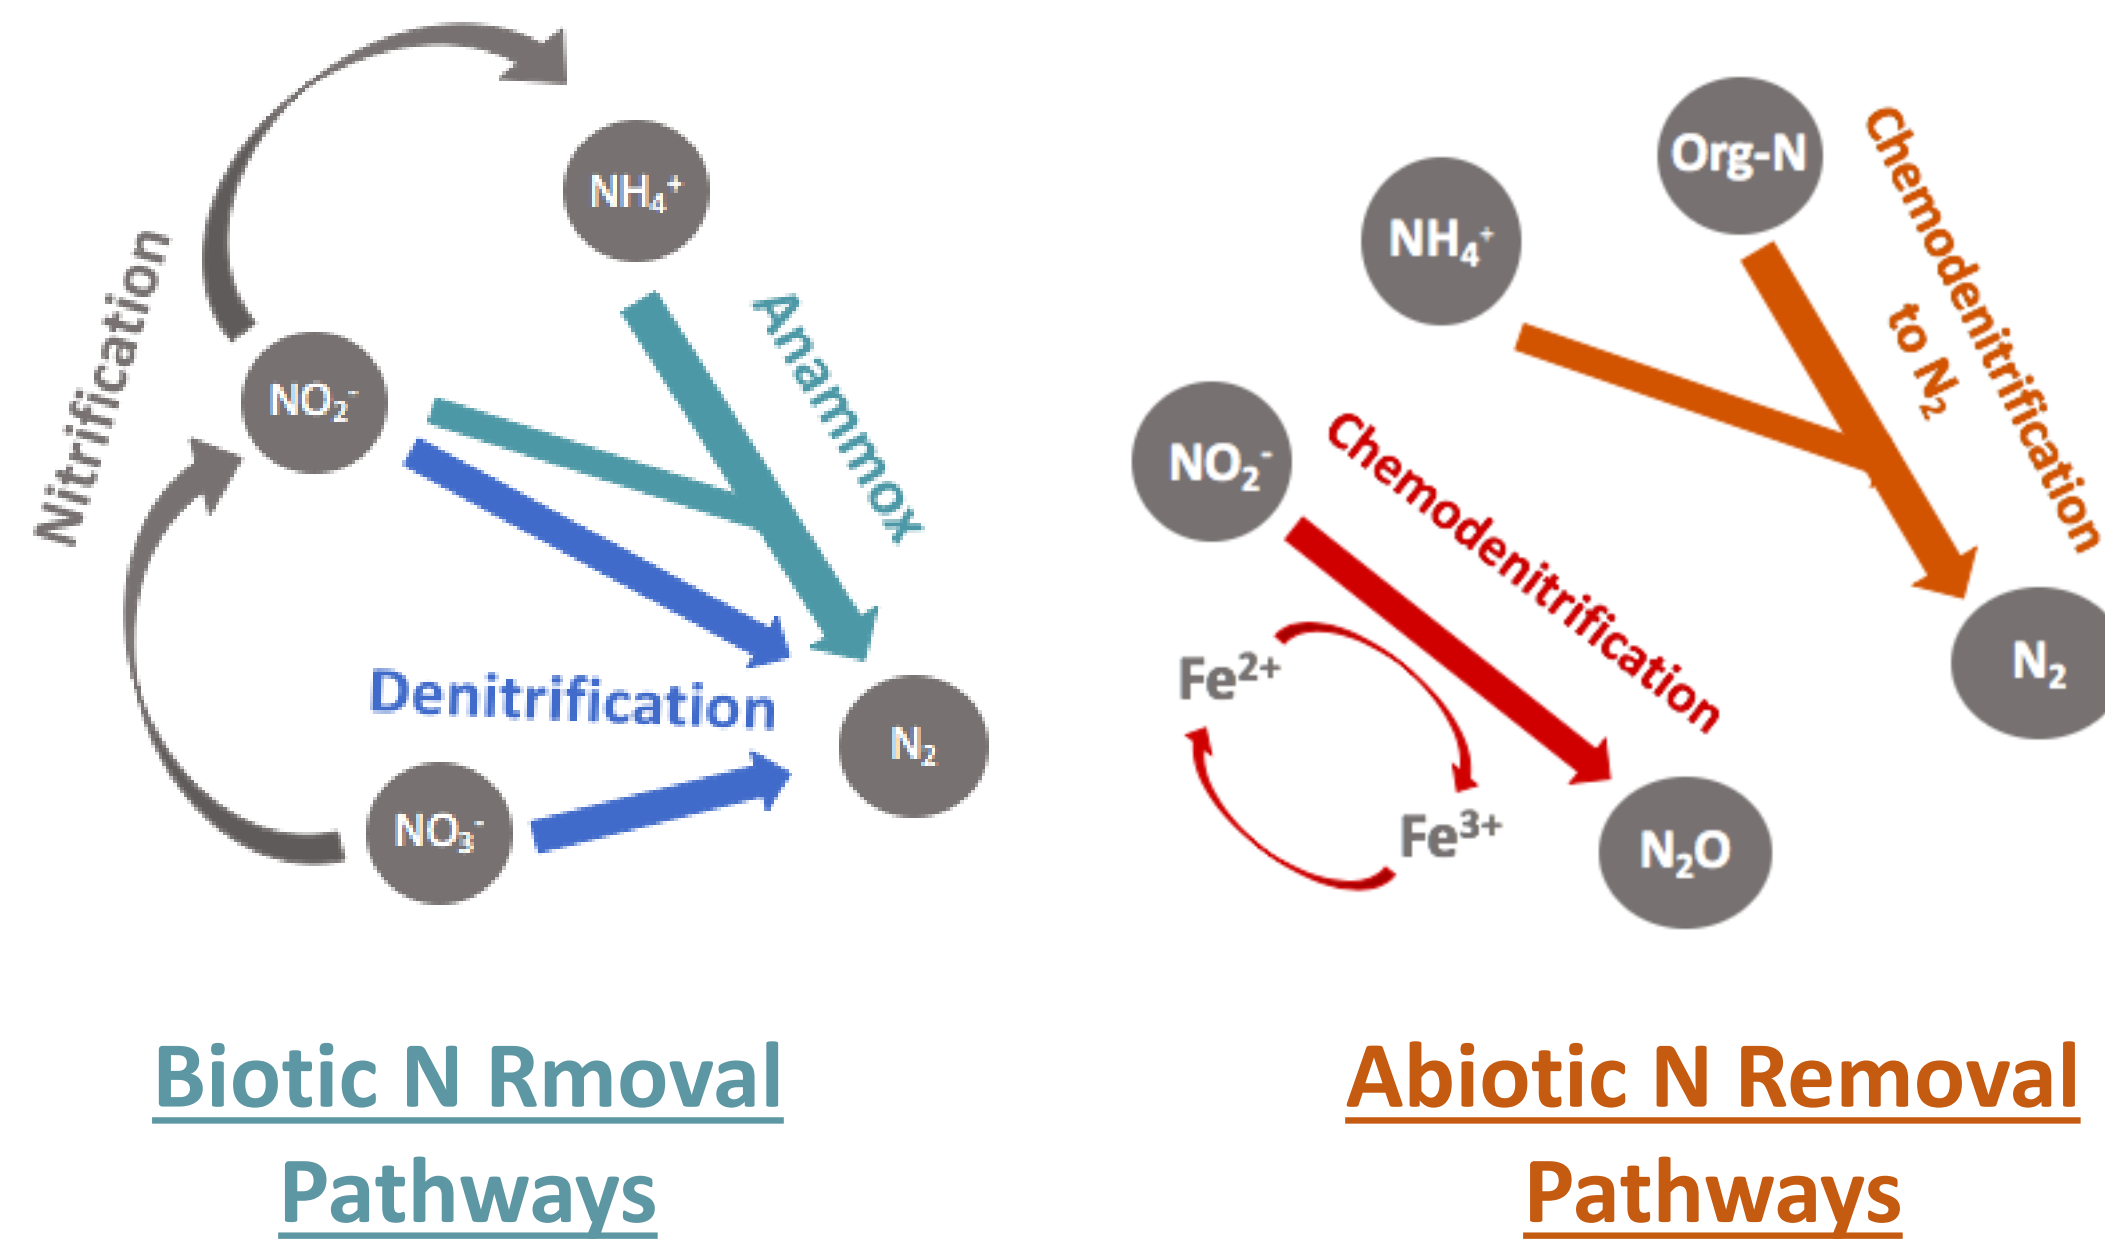 NH₄⁺
Nitrification
NO₂⁻
Anammox
Denitrification
N₂
NO₃⁻
Biotic N Rmoval
Pathways
Org-N
NH₄⁺
Chemodenitrification
to N₂
NO₂⁻
Chemodenitrification
Fe²⁺
N₂
Fe³⁺
N₂O
Abiotic N Removal
Pathways